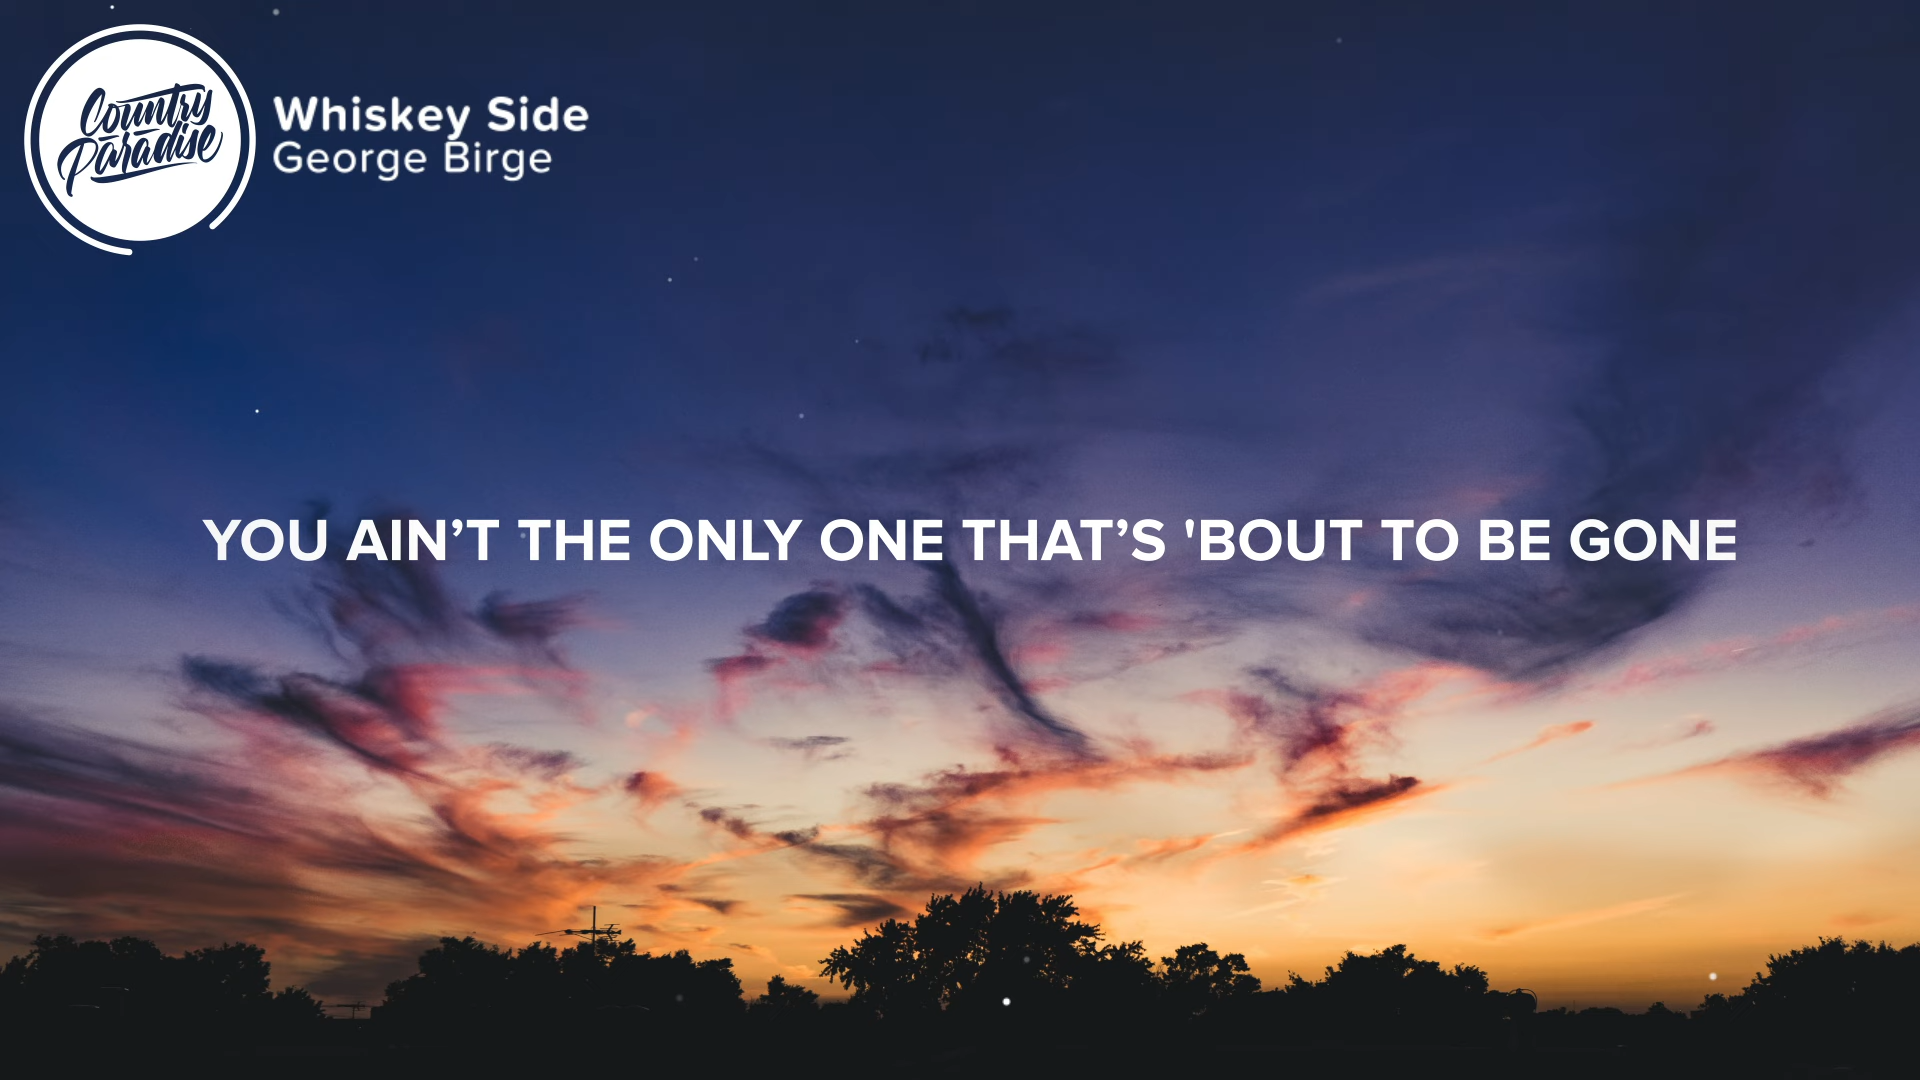 Country
Paradise
Whiskey Side
George Birge
YOU AIN’T THE ONLY ONE THAT’S 'BOUT TO BE GONE